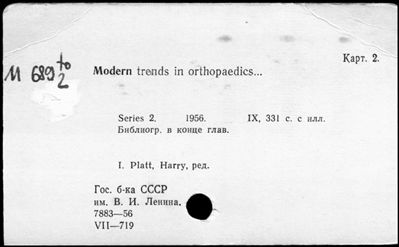 Карт. 2.
M 689 to/2
Modern trends in orthopaedics...
Series 2. 1956. IX, 331 с. с илл.
Библиогр. в конце глав.
I. Platt, Harry, ред.
Гос. б-ка СССР
им. В. И. Ленина.
7883—56
VII—719